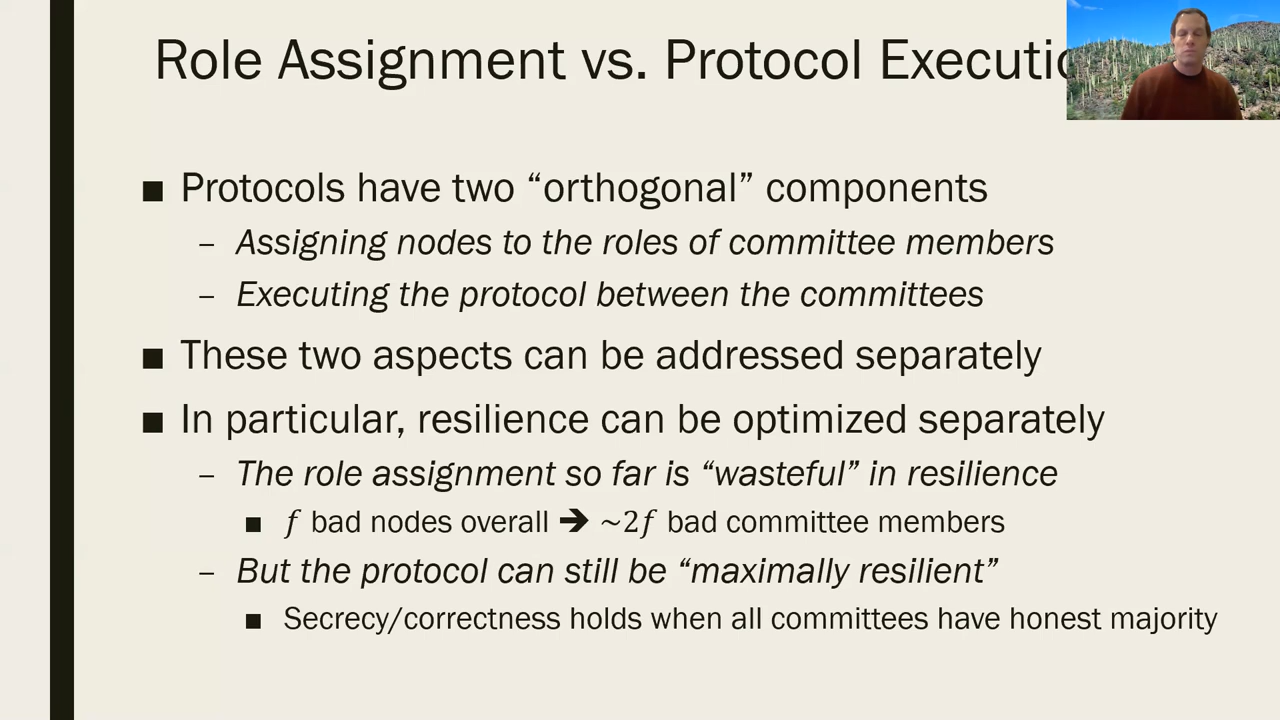 Role Assignment vs. Protocol Executio
■ Protocols have two “orthogonal” components
– Assigning nodes to the roles of committee members
– Executing the protocol between the committees
■ These two aspects can be addressed separately
■ In particular, resilience can be optimized separately
– The role assignment so far is “wasteful” in resilience
■ f bad nodes overall ➔ ~2f bad committee members
– But the protocol can still be “maximally resilient”
■ Secrecy/correctness holds when all committees have honest majority